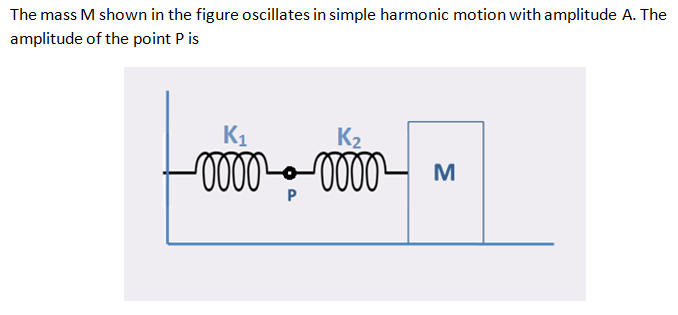 The mass M shown in the figure oscillates in simple harmonic motion with amplitude A. The
amplitude of the point P is
K₁ K₂
M
P